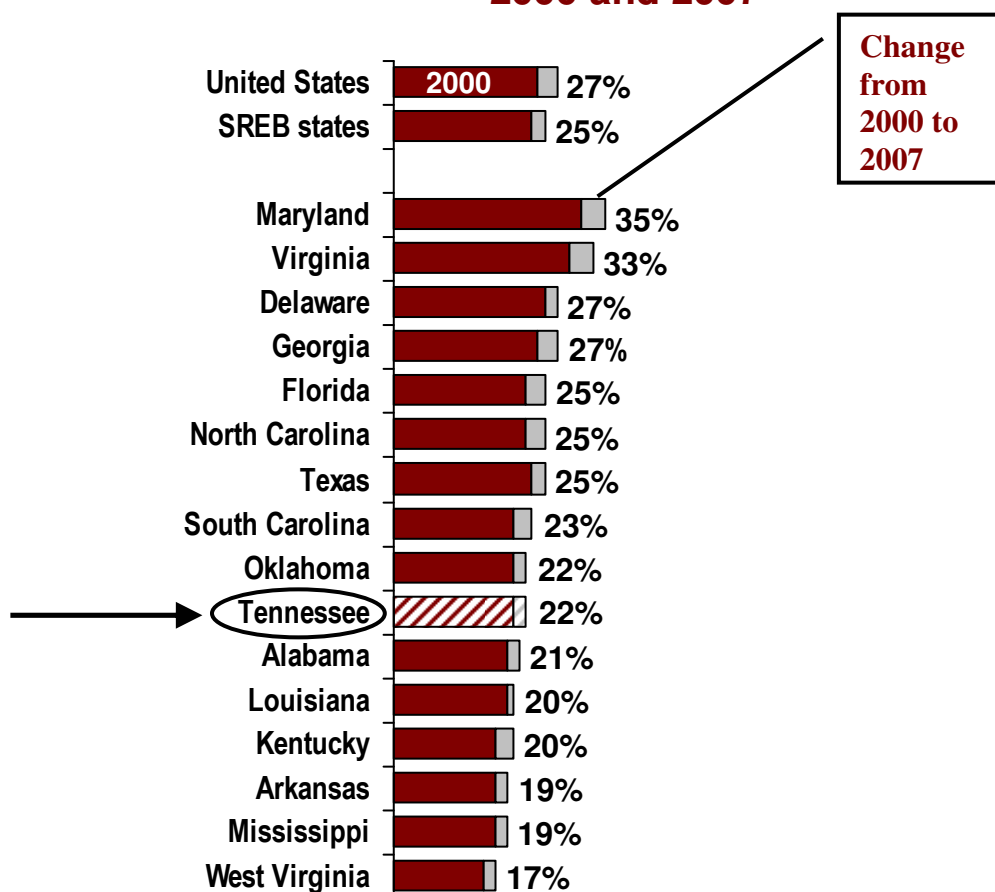 Change
from
2000 to
2007
United States 2000 27%
SREB states 25%
Maryland 35%
Virginia 33%
Delaware 27%
Georgia 27%
Florida 25%
North Carolina 25%
Texas 25%
South Carolina 23%
Oklahoma 22%
Tennessee 22%
Alabama 21%
Louisiana 20%
Kentucky 20%
Arkansas 19%
Mississippi 19%
West Virginia 17%